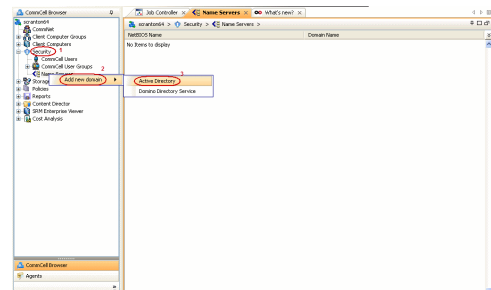 CommCell Browser
Job Controller
Name Servers
What's new?
scranton64
scranton64 > Security > Name Servers >
CommNet
Client Computer Groups
Client Computers
Security 1
CommCell Users
CommCell User Groups
Name Servers
2
Storage
Policies
Reports
Content Director
SRM Enterprise Viewer
Cost Analysis
NetBIOS Name
Domain Name
No Items to display
Add new domain
3
Active Directory
Domino Directory Service
CommCell Browser
Agents